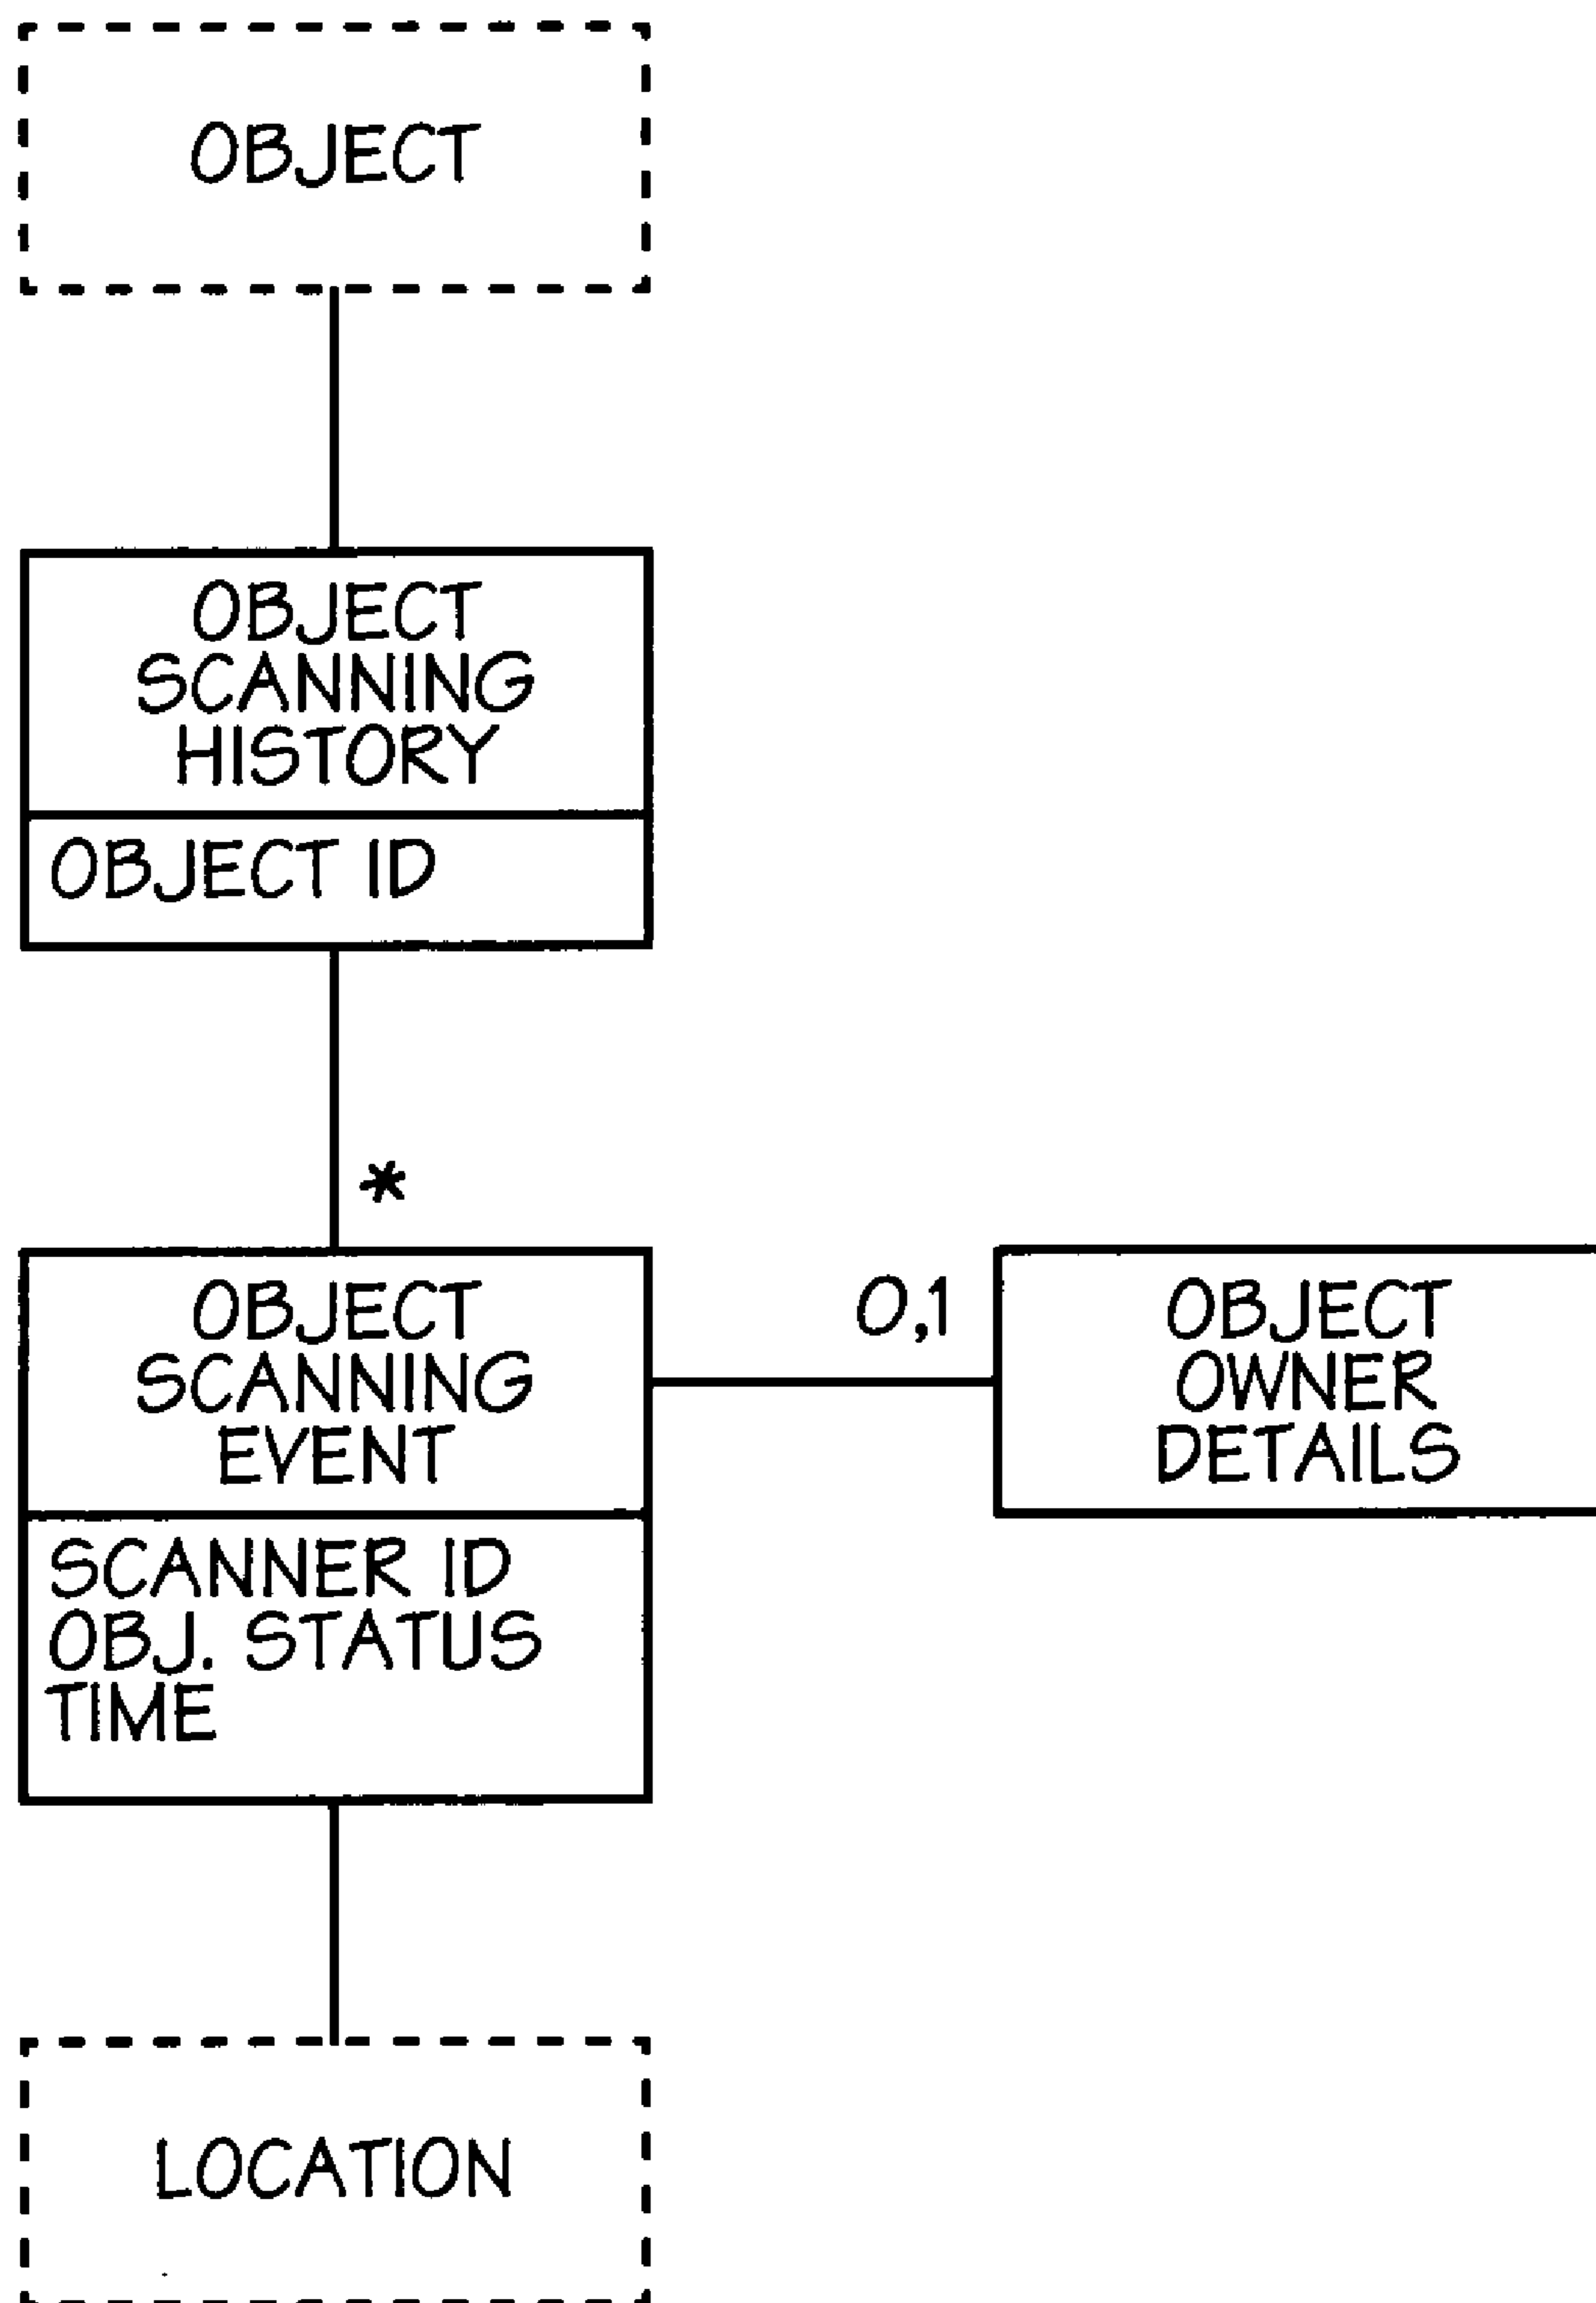 OBJECT
OBJECT
SCANNING
HISTORY
OBJECT ID
*
OBJECT
SCANNING
EVENT
SCANNER ID
OBJ. STATUS
TIME
0,1
OBJECT
OWNER
DETAILS
LOCATION